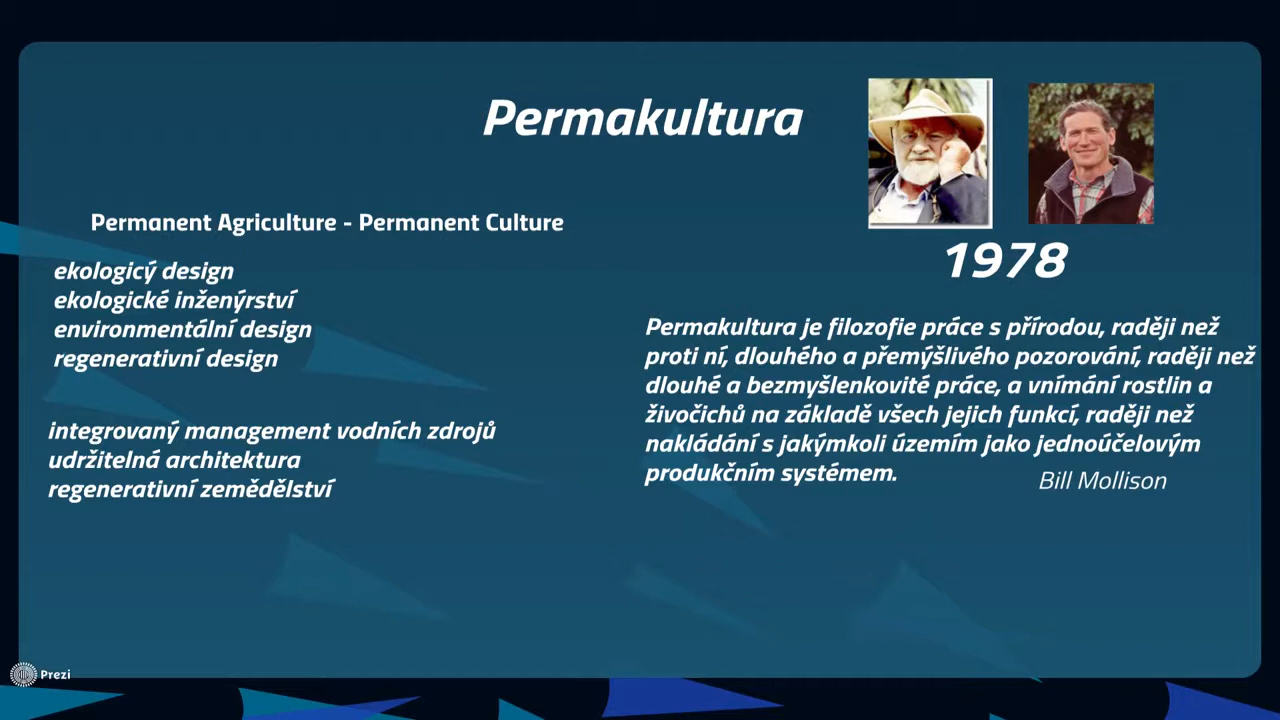 Permakultura
Permanent Agriculture - Permanent Culture
ekologicý design
ekologické inženýrství
environmentální design
regenerativní design
integrovaný management vodních zdrojů
udržitelná architektura
regenerativní zemědělství
1978
Permakultura je filozofie práce s přírodou, raději než
proti ní, dlouhého a přemýšlivého pozorování, raději než
dlouhé a bezmyšlenkovité práce, a vnímání rostlin a
živočichů na základě všech jejich funkcí, raději než
nakládání s jakýmkoli územím jako jednoúčelovým
produkčním systémem.
Bill Mollison
Prezi